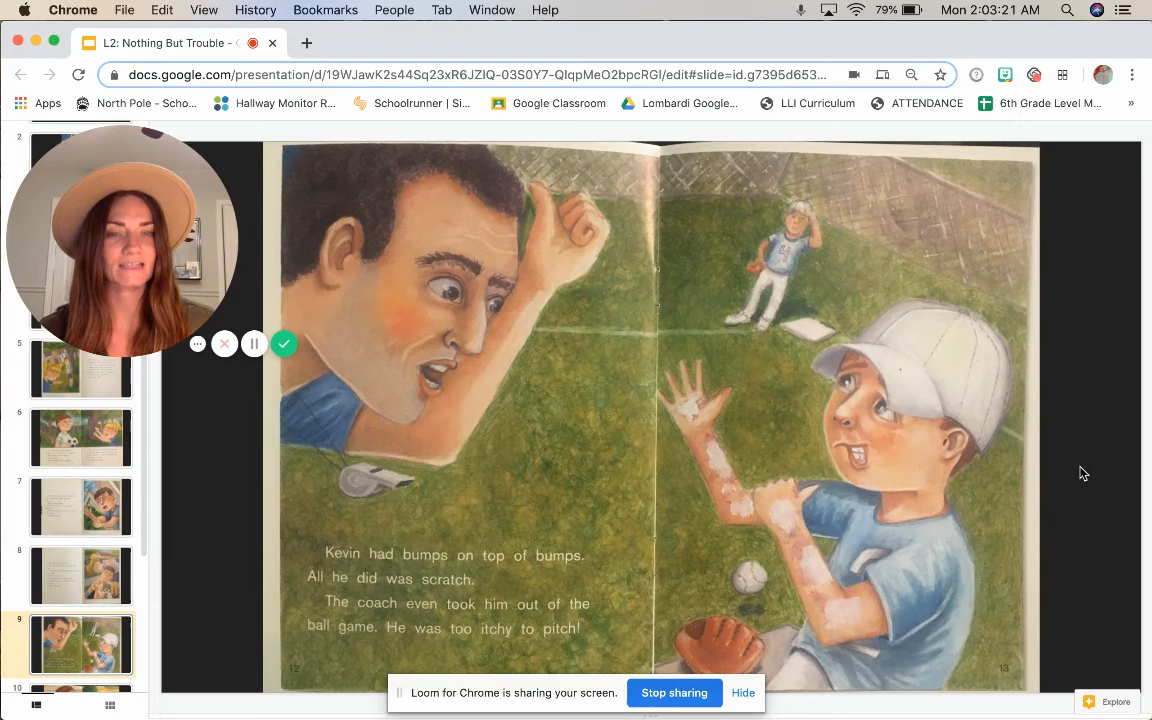 Chrome File Edit View History Bookmarks People Tab Window Help 79% Mon 2:03:21 AM
L2: Nothing But Trouble -
docs.google.com/presentation/d/19WJawK2s44Sq23xR6JZIQ-03S0Y7-QIqpMeO2bpcRGI/edit#slide=id.g7395d653...
Apps North Pole - Scho... Hallway Monitor R... Schoolrunner | Si... Google Classroom Lombardi Google... LLI Curriculum ATTENDANCE 6th Grade Level M... »
2
5
6
7
8
9
10
4
Kevin had bumps on top of bumps.
All he did was scratch.
The coach even took him out of the
ball game. He was too itchy to pitch!
12
13
Loom for Chrome is sharing your screen. Stop sharing Hide
Explore